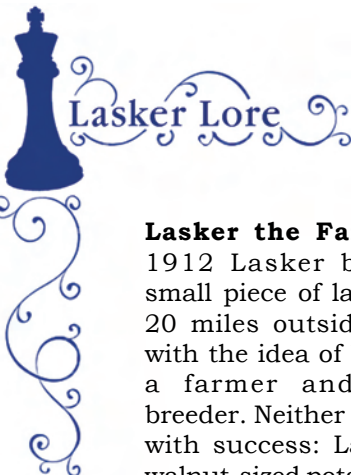 Lasker Lore
Lasker the Fa
1912 Lasker b
small piece of la
20 miles outsid
with the idea of
a farmer and
breeder. Neither
with success: La